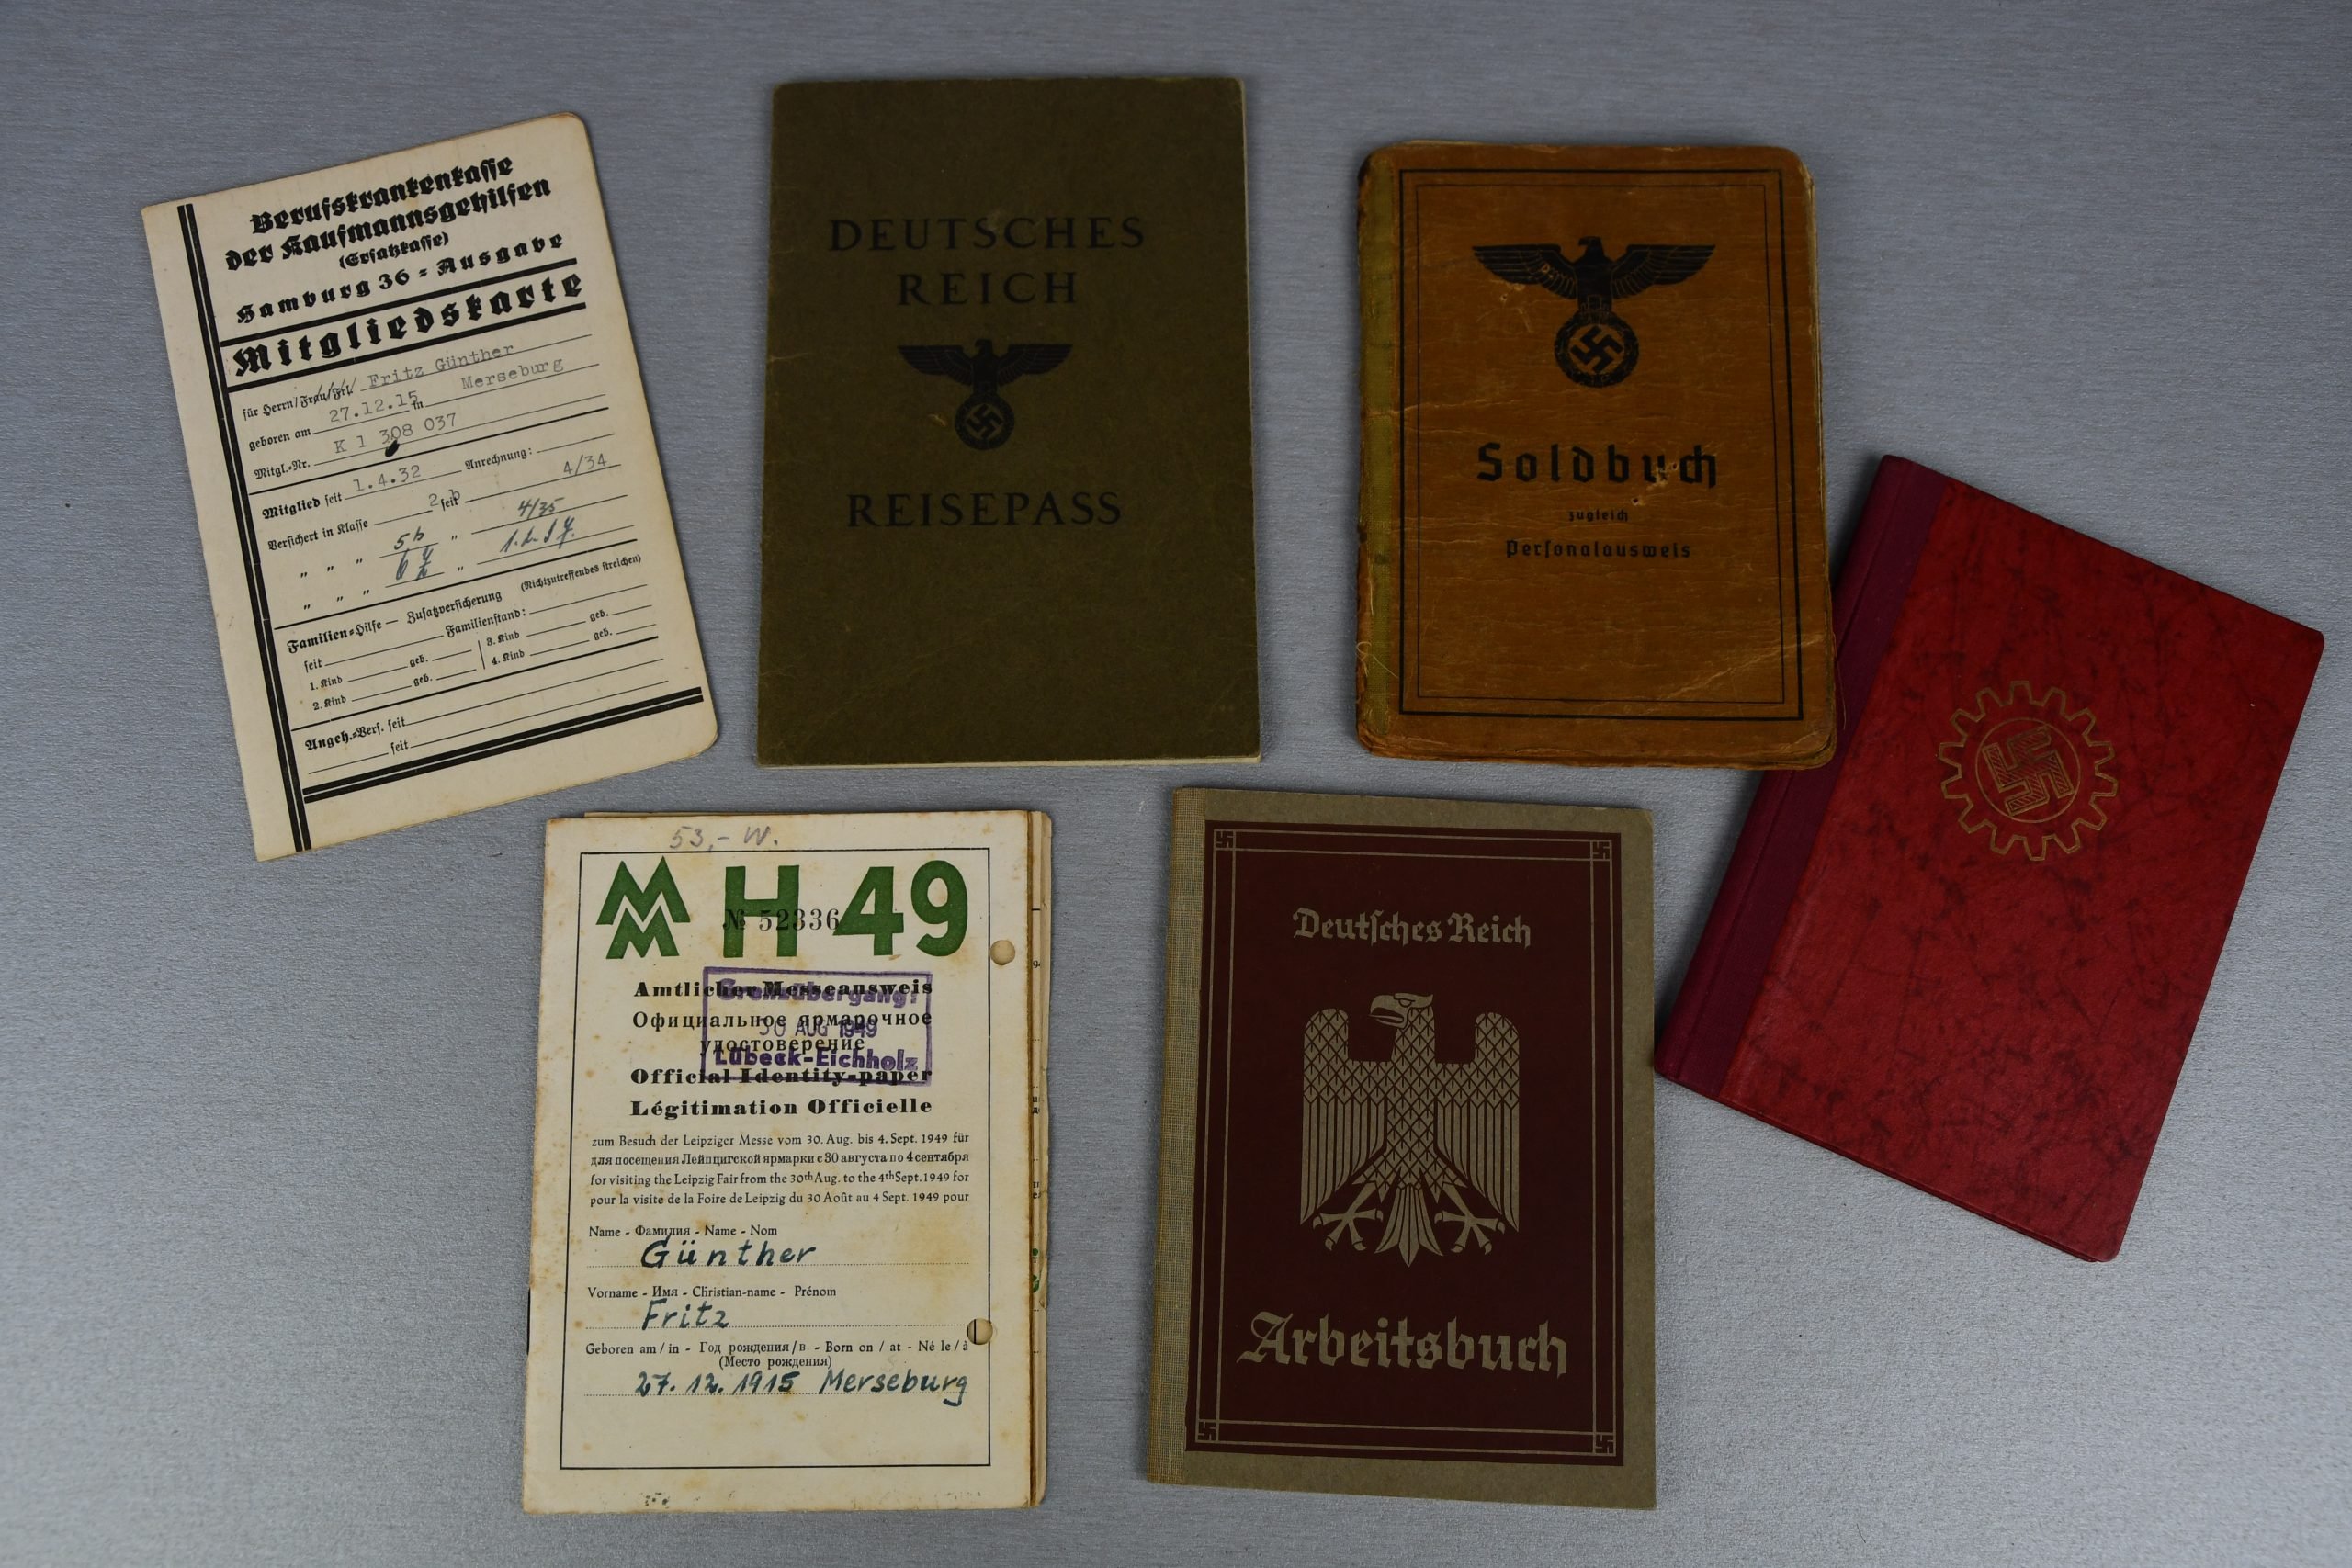 Berufskrankenkasse
der Kaufmannsgehilfen
(Ersatzkasse)
Hamburg 36 = Ausgabe
Mitgliedskarte
für Herrn/Frau/Frl. Fritz Günther
geboren am 27.12.15 in Merseburg
Mitgl.=Nr. K 1 308 037
Mitglied seit 1.4.32 Anrechnung:
Versichert in Klasse 2 b seit 4/34
" " " 5b " 4/35
" " " 6 "
Familien=Hilfe — Zusatzversicherung (Nichtzutreffendes streichen)
seit Familienstand:
1. Kind geb. 3. Kind geb.
2. Kind geb. 4. Kind geb.
Angeh.=Vers. seit
seit
DEUTSCHES
REICH
REISEPASS
Soldbuch
zugleich
Personalausweis
53,- W.
MM H 49
№ 52336
Amtlicher Messeausweis
Официальное ярмарочное
удостоверение
Official Identity-paper
Légitimation Officielle
Grenzübergang:
30 AUG 1949
Lübeck-Eichholz
zum Besuch der Leipziger Messe vom 30. Aug. bis 4. Sept. 1949 für
для посещения Лейпцигской ярмарки с 30 августа по 4 сентября
for visiting the Leipzig Fair from the 30th Aug. to the 4th Sept. 1949 for
pour la visite de la Foire de Leipzig du 30 Août au 4 Sept. 1949 pour
Name - Фамилия - Name - Nom
Günther
Vorname - Имя - Christian-name - Prénom
Fritz
Geboren am / in - Год рождения / в - Born on / at - Né le / à
(Место рождения)
27. 12. 1915 Merseburg
Deutsches Reich
Arbeitsbuch